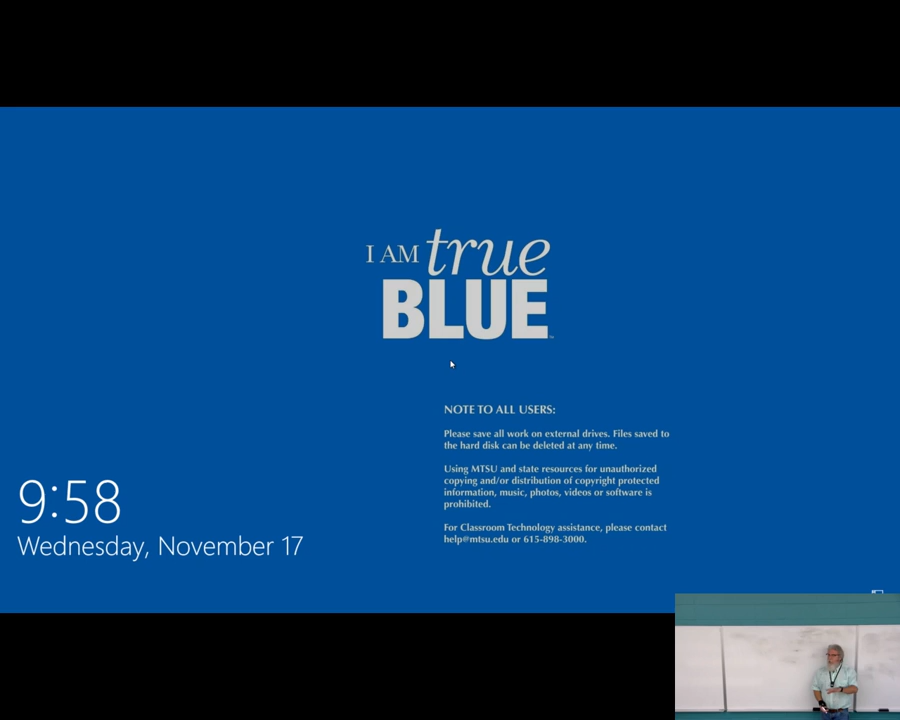 I AM true
BLUE
NOTE TO ALL USERS:
Please save all work on external drives. Files saved to
the hard disk can be deleted at any time.
Using MTSU and state resources for unauthorized
copying and/or distribution of copyright protected
information, music, photos, videos or software is
prohibited.
For Classroom Technology assistance, please contact
help@mtsu.edu or 615-898-3000.
9:58
Wednesday, November 17